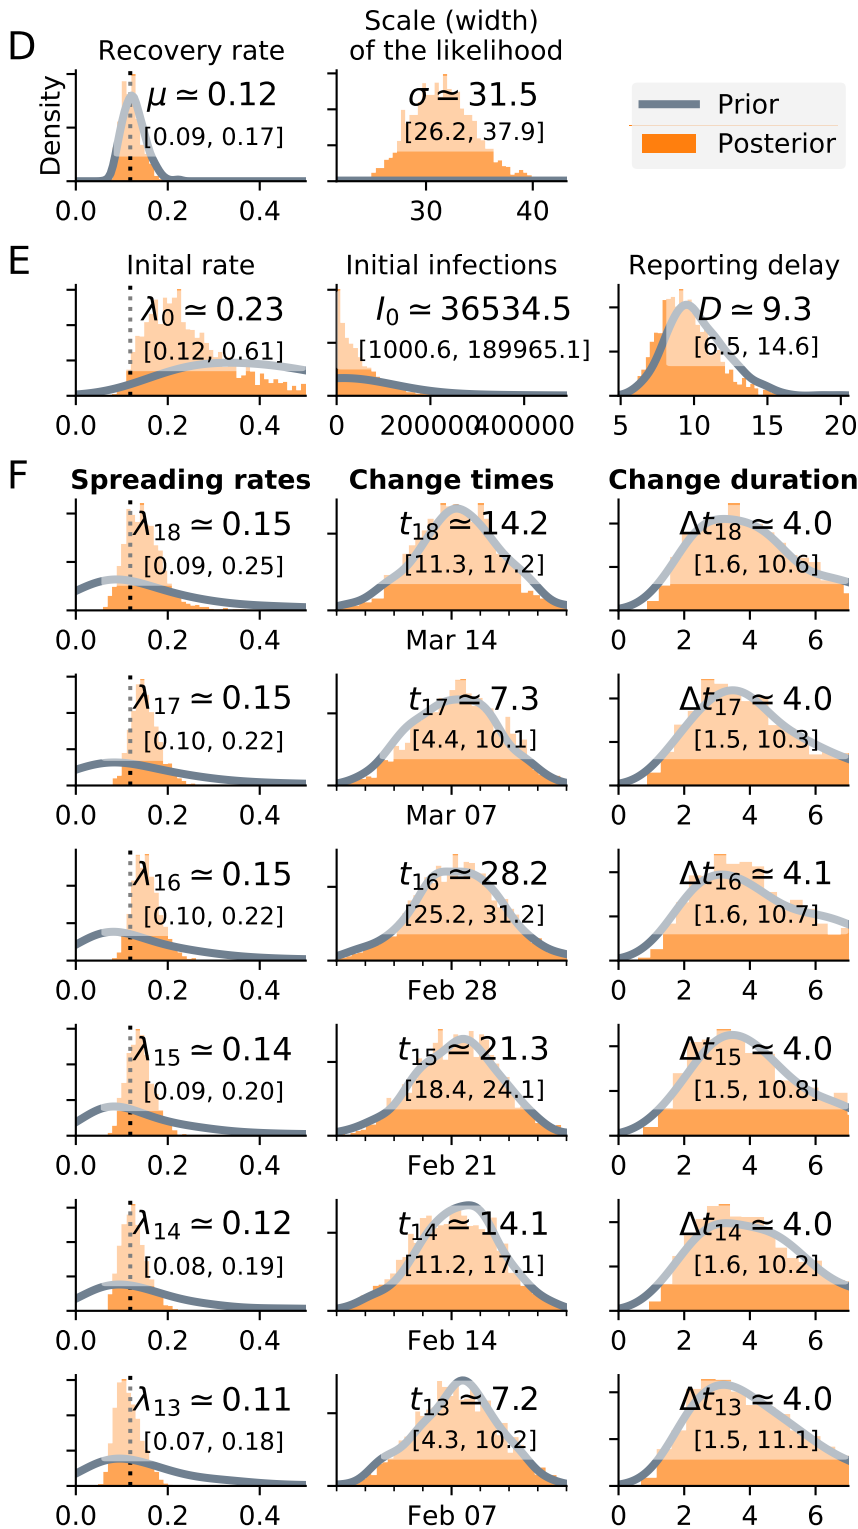 D
Recovery rate
Density
μ ≃ 0.12
[0.09, 0.17]
0.0 0.2 0.4
Scale (width)
of the likelihood
σ ≃ 31.5
[26.2, 37.9]
30 40
Prior
Posterior
E
Inital rate
λ0 ≃ 0.23
[0.12, 0.61]
0.0 0.2 0.4
Initial infections
I0 ≃ 36534.5
[1000.6, 189965.1]
0 200000 400000
Reporting delay
D ≃ 9.3
[6.5, 14.6]
5 10 15 20
F
Spreading rates Change times Change duration
λ18 ≃ 0.15
[0.09, 0.25]
0.0 0.2 0.4
t18 ≃ 14.2
[11.3, 17.2]
Mar 14
Δt18 ≃ 4.0
[1.6, 10.6]
0 2 4 6
λ17 ≃ 0.15
[0.10, 0.22]
0.0 0.2 0.4
t17 ≃ 7.3
[4.4, 10.1]
Mar 07
Δt17 ≃ 4.0
[1.5, 10.3]
0 2 4 6
λ16 ≃ 0.15
[0.10, 0.22]
0.0 0.2 0.4
t16 ≃ 28.2
[25.2, 31.2]
Feb 28
Δt16 ≃ 4.1
[1.6, 10.7]
0 2 4 6
λ15 ≃ 0.14
[0.09, 0.20]
0.0 0.2 0.4
t15 ≃ 21.3
[18.4, 24.1]
Feb 21
Δt15 ≃ 4.0
[1.5, 10.8]
0 2 4 6
λ14 ≃ 0.12
[0.08, 0.19]
0.0 0.2 0.4
t14 ≃ 14.1
[11.2, 17.1]
Feb 14
Δt14 ≃ 4.0
[1.6, 10.2]
0 2 4 6
λ13 ≃ 0.11
[0.07, 0.18]
0.0 0.2 0.4
t13 ≃ 7.2
[4.3, 10.2]
Feb 07
Δt13 ≃ 4.0
[1.5, 11.1]
0 2 4 6